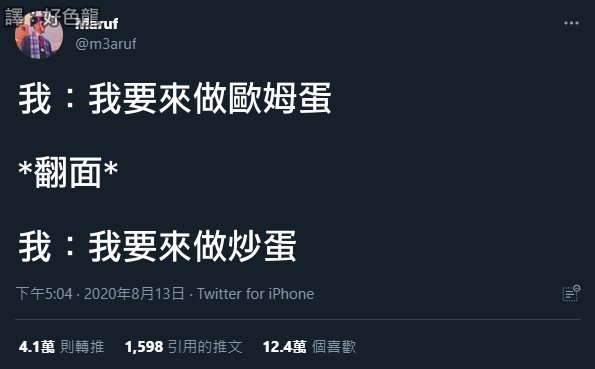 譯：好色龍
Maruf
@m3aruf
我：我要來做歐姆蛋
*翻面*
我：我要來做炒蛋
下午5:04 · 2020年8月13日 · Twitter for iPhone
4.1萬 則轉推 1,598 引用的推文 12.4萬 個喜歡